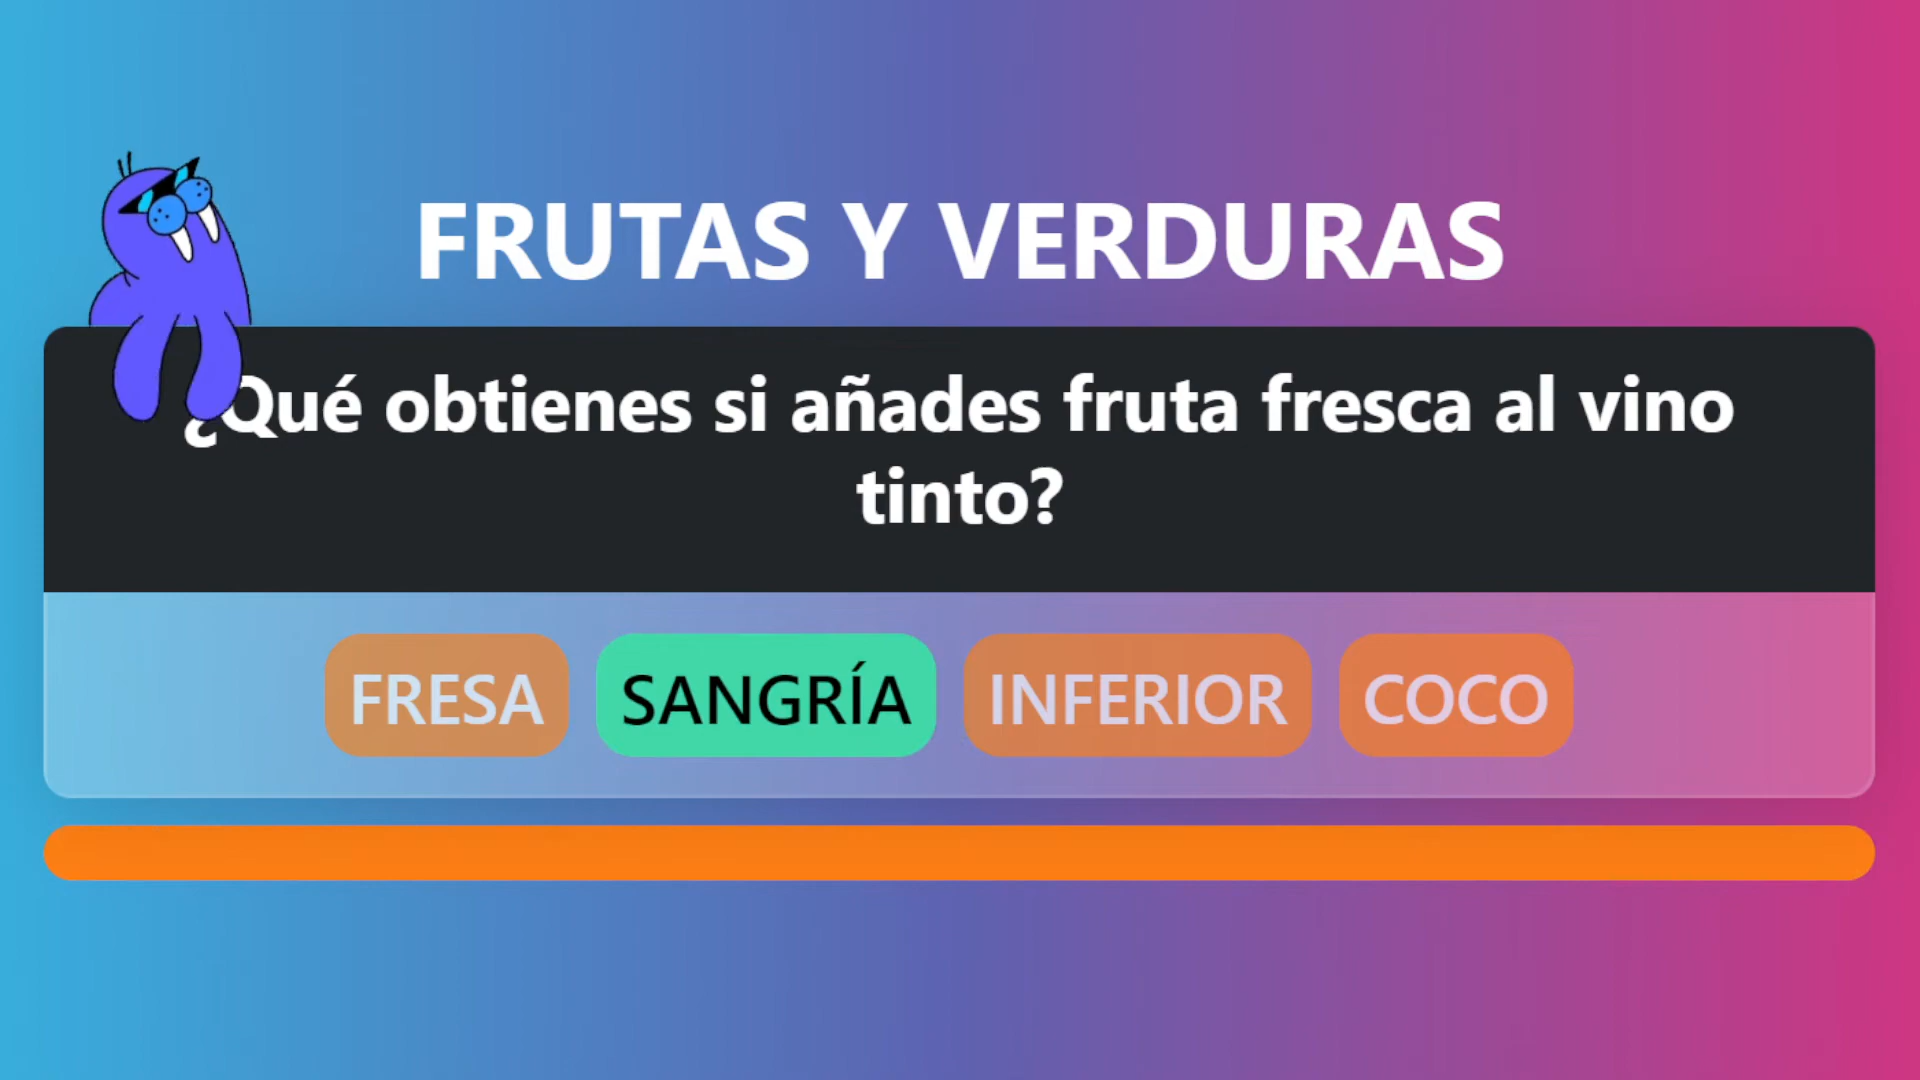 FRUTAS Y VERDURAS
¿Qué obtienes si añades fruta fresca al vino
tinto?
FRESA
SANGRÍA
INFERIOR
COCO